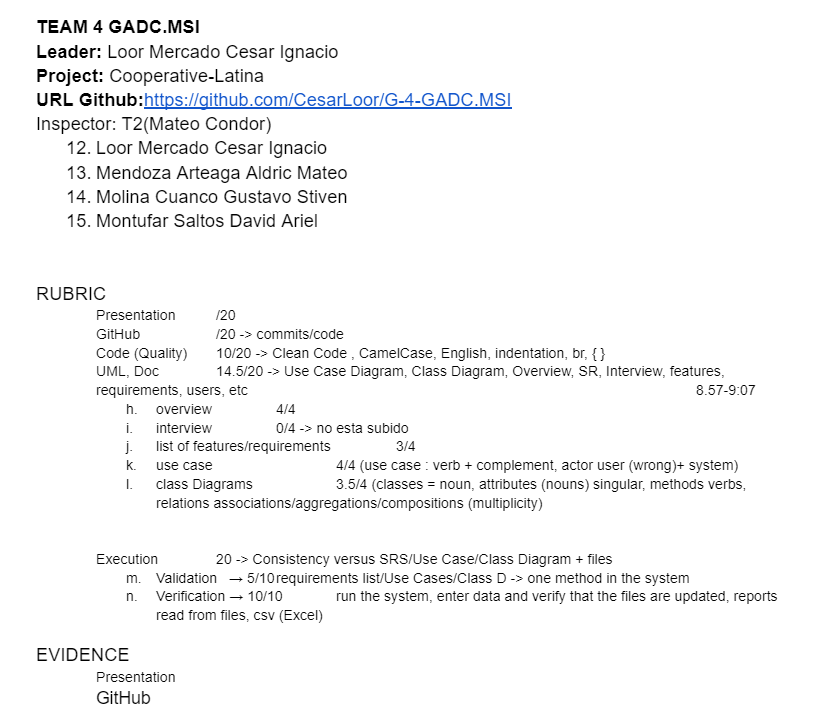 TEAM 4 GADC.MSI
Leader: Loor Mercado Cesar Ignacio
Project: Cooperative-Latina
URL Github:https://github.com/CesarLoor/G-4-GADC.MSI
Inspector: T2(Mateo Condor)
12. Loor Mercado Cesar Ignacio
13. Mendoza Arteaga Aldric Mateo
14. Molina Cuanco Gustavo Stiven
15. Montufar Saltos David Ariel
RUBRIC
Presentation /20
GitHub /20 -> commits/code
Code (Quality) 10/20 -> Clean Code , CamelCase, English, indentation, br, { }
UML, Doc 14.5/20 -> Use Case Diagram, Class Diagram, Overview, SR, Interview, features,
requirements, users, etc 8.57-9:07
h. overview 4/4
i. interview 0/4 -> no esta subido
j. list of features/requirements 3/4
k. use case 4/4 (use case : verb + complement, actor user (wrong)+ system)
l. class Diagrams 3.5/4 (classes = noun, attributes (nouns) singular, methods verbs,
relations associations/aggregations/compositions (multiplicity)
Execution 20 -> Consistency versus SRS/Use Case/Class Diagram + files
m. Validation → 5/10requirements list/Use Cases/Class D -> one method in the system
n. Verification → 10/10 run the system, enter data and verify that the files are updated, reports
read from files, csv (Excel)
EVIDENCE
Presentation
GitHub